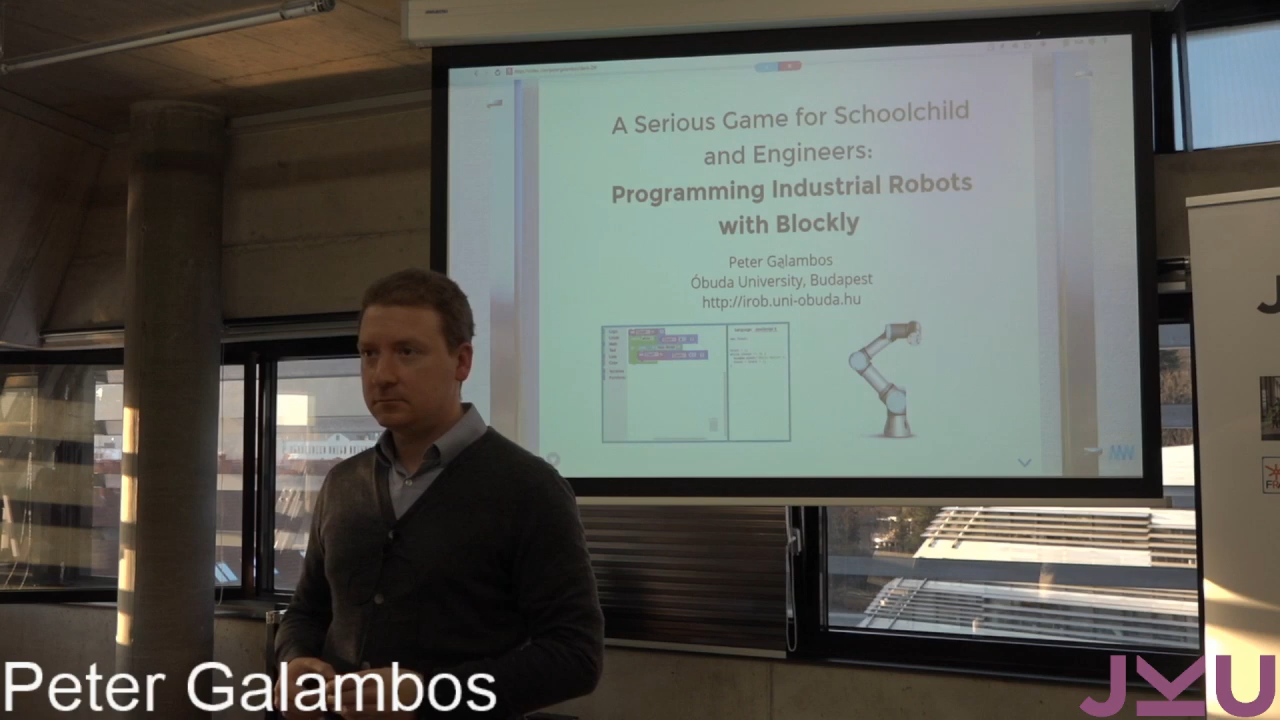 A Serious Game for Schoolchild
and Engineers:
Programming Industrial Robots
with Blockly
Peter Galambos
Óbuda University, Budapest
http://irob.uni-obuda.hu
Peter Galambos
JMU